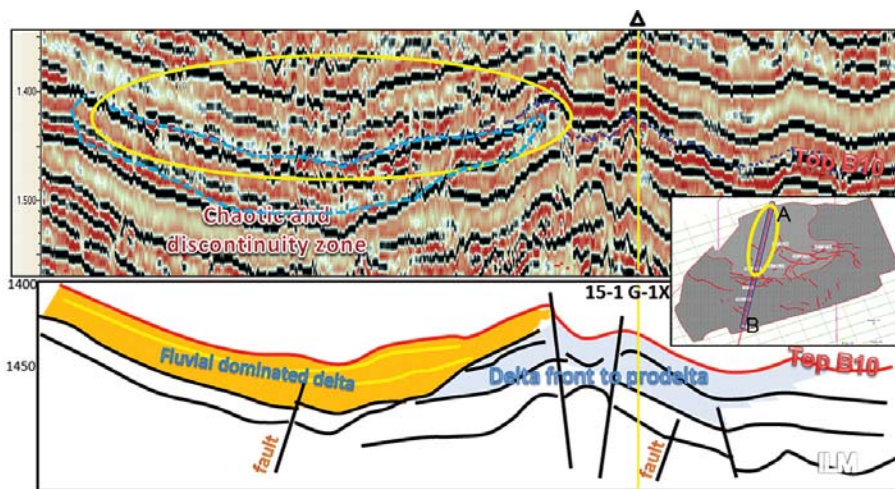 Δ
1.400
1.500
Top B10
Chaotic and
discontinuity zone
A
B
1400
15-1 G-1X
Fluvial dominated delta
Delta front to prodelta
Top B10
1450
fault
fault
ILM